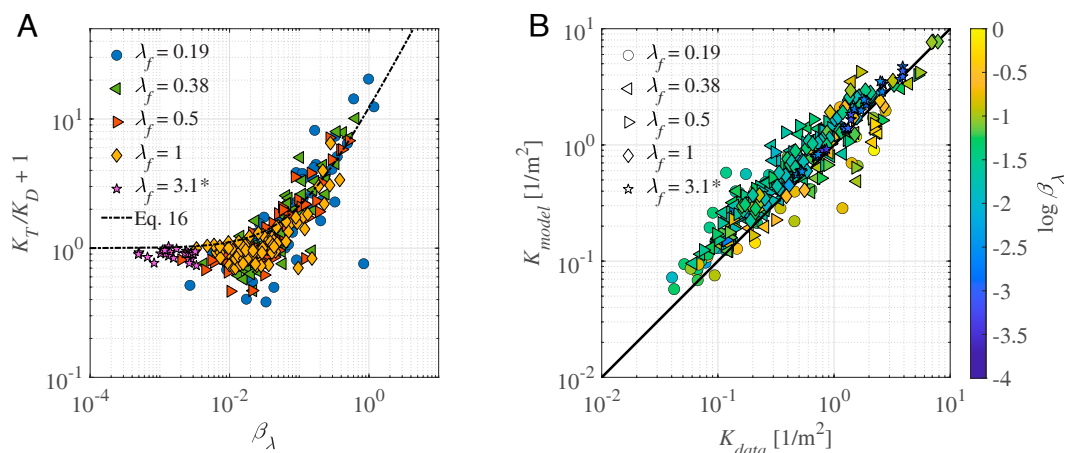 A
K_T/K_D + 1
10^1
10^0
10^-1
10^-4
10^-2
10^0
β_λ
λ_f = 0.19
λ_f = 0.38
λ_f = 0.5
λ_f = 1
λ_f = 3.1*
Eq. 16
B
K_model [1/m^2]
10^1
10^0
10^-1
10^-2
10^-2
10^-1
10^0
10^1
K_data [1/m^2]
λ_f = 0.19
λ_f = 0.38
λ_f = 0.5
λ_f = 1
λ_f = 3.1*
0
-0.5
-1
-1.5
-2
-2.5
-3
-3.5
-4
log β_λ